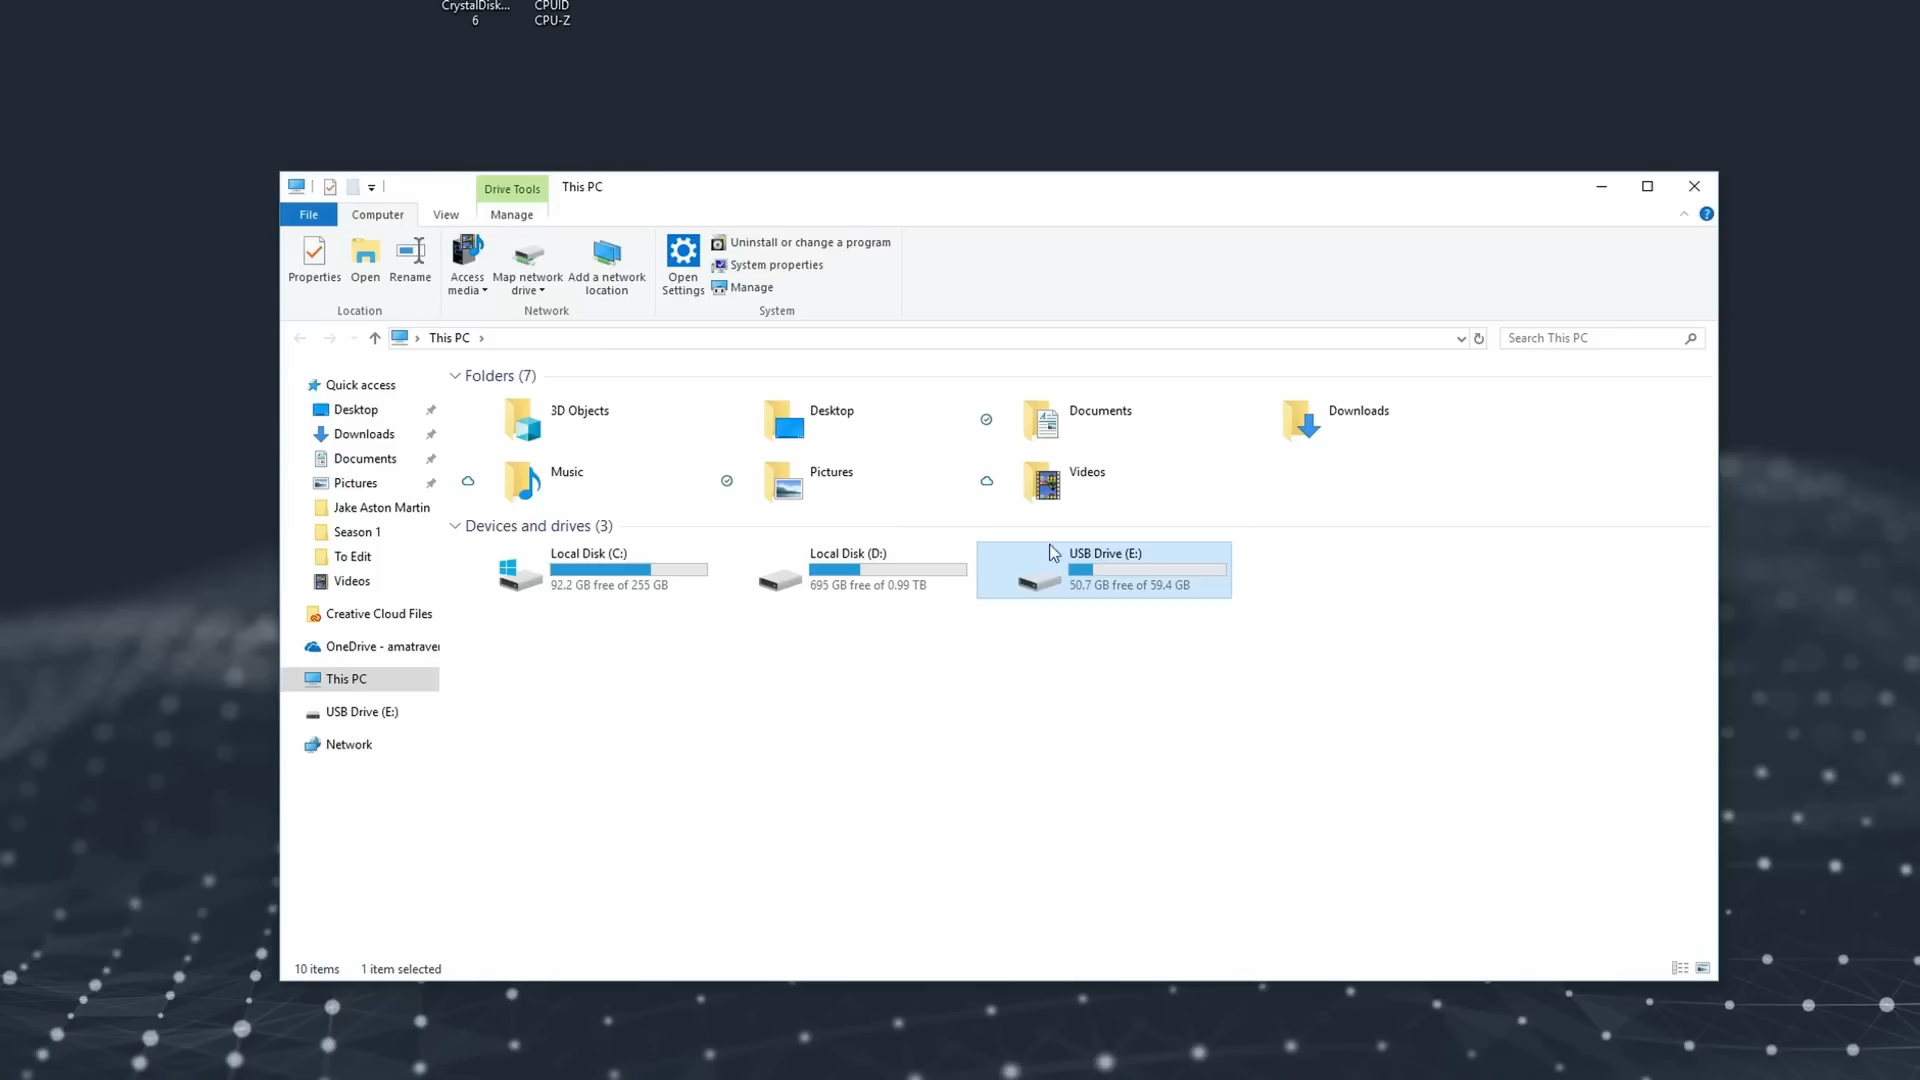 CrystalDisk...
6
CPUID
CPU-Z
Drive Tools
This PC
File
Computer
View
Manage
Properties
Open
Rename
Access
media
Map network
drive
Add a network
location
Open
Settings
Uninstall or change a program
System properties
Manage
Location
Network
System
This PC
Search This PC
Quick access
Desktop
Downloads
Documents
Pictures
Jake Aston Martin
Season 1
To Edit
Videos
Creative Cloud Files
OneDrive - amatraver
This PC
USB Drive (E:)
Network
Folders (7)
3D Objects
Desktop
Documents
Downloads
Music
Pictures
Videos
Devices and drives (3)
Local Disk (C:)
92.2 GB free of 255 GB
Local Disk (D:)
695 GB free of 0.99 TB
USB Drive (E:)
50.7 GB free of 59.4 GB
10 items
1 item selected